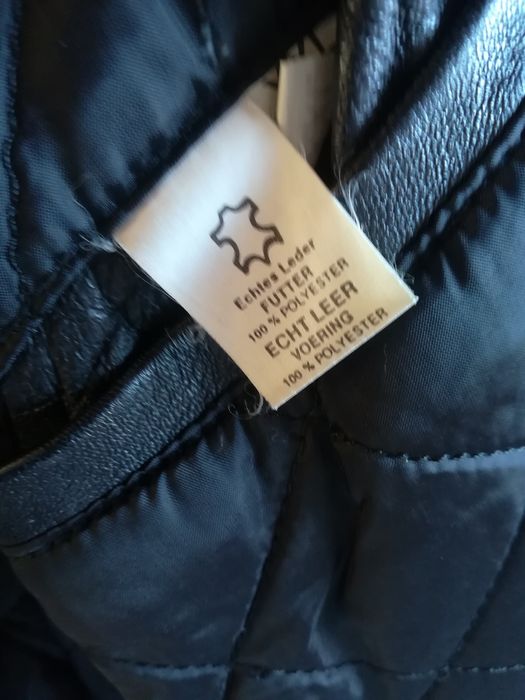 Echtes Leder
FUTTER
100 % POLYESTER
ECHT LEER
VOERING
100 % POLYESTER